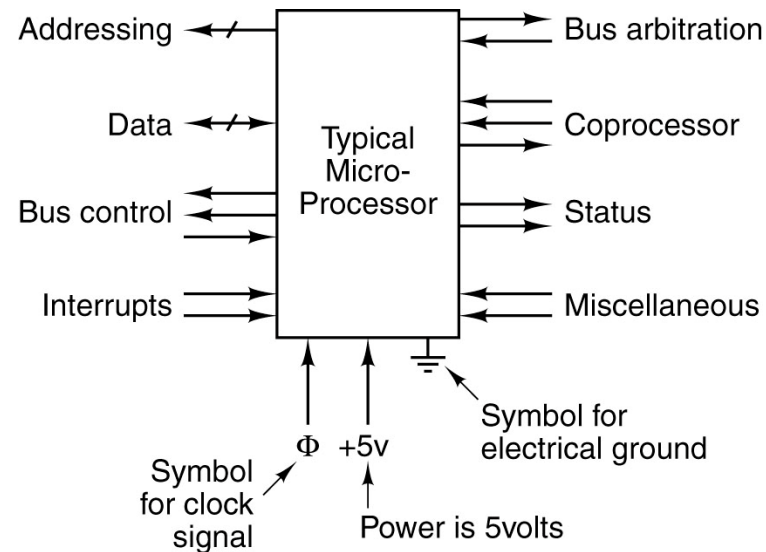 Addressing
Bus arbitration
Data
Coprocessor
Typical
Micro-
Processor
Bus control
Status
Interrupts
Miscellaneous
Φ +5v
Symbol for
electrical ground
Symbol
for clock
signal
Power is 5volts